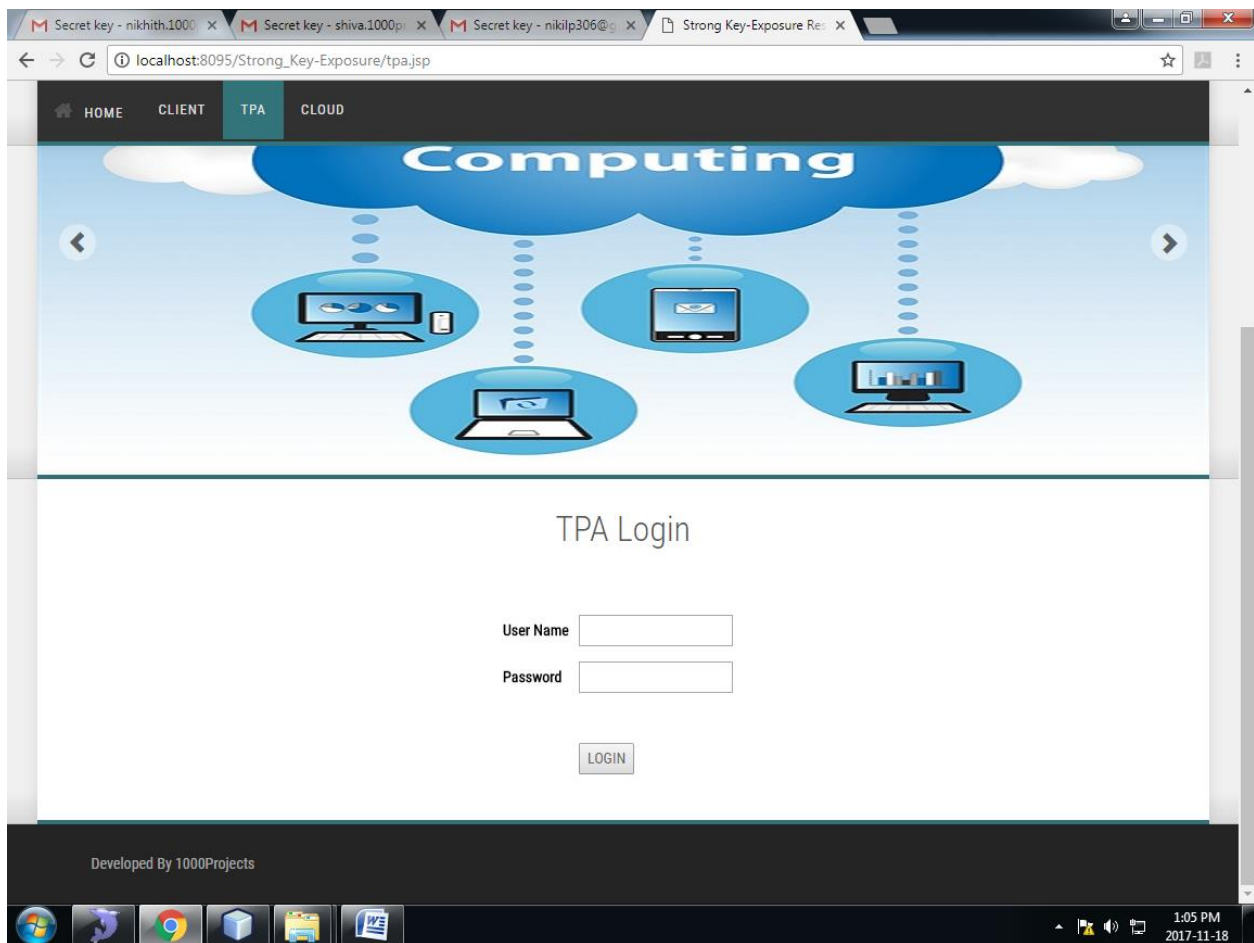 Secret key - nikhith.1000
Secret key - shiva.1000p
Secret key - nikilp306@g
Strong Key-Exposure Res
localhost:8095/Strong_Key-Exposure/tpa.jsp
HOME CLIENT TPA CLOUD
Computing
TPA Login
User Name
Password
LOGIN
Developed By 1000Projects
1:05 PM
2017-11-18